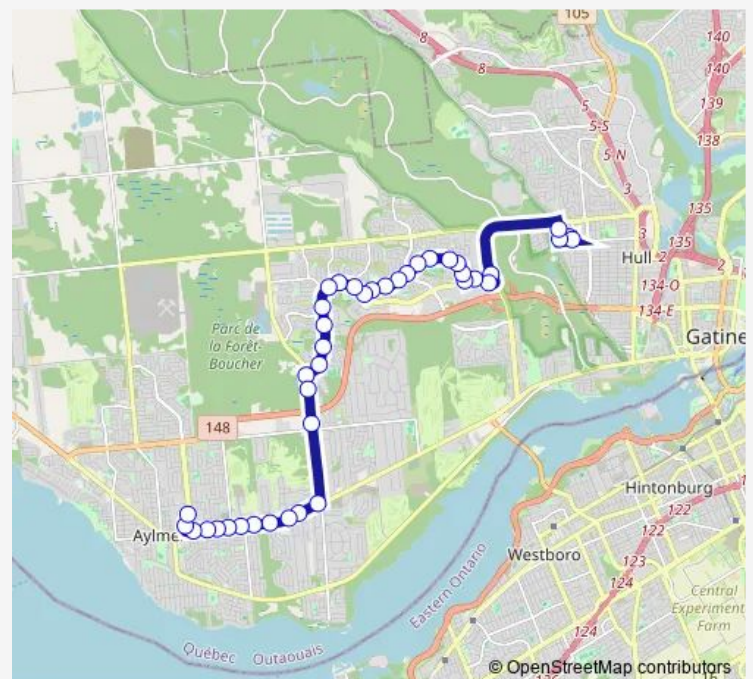 105
8
8
140
140
139
138
5
5-S
5 N
3
135
3
135
Hull
2
2
134-O
134-E
Gatine
Parc de
la Forêt-
Boucher
148
Hintonburg
122
122
Aylme
Westboro
123
124
Central
Experiment
Farm
124
Eastern Ontario
Québec Outaouais
© OpenStreetMap contributors